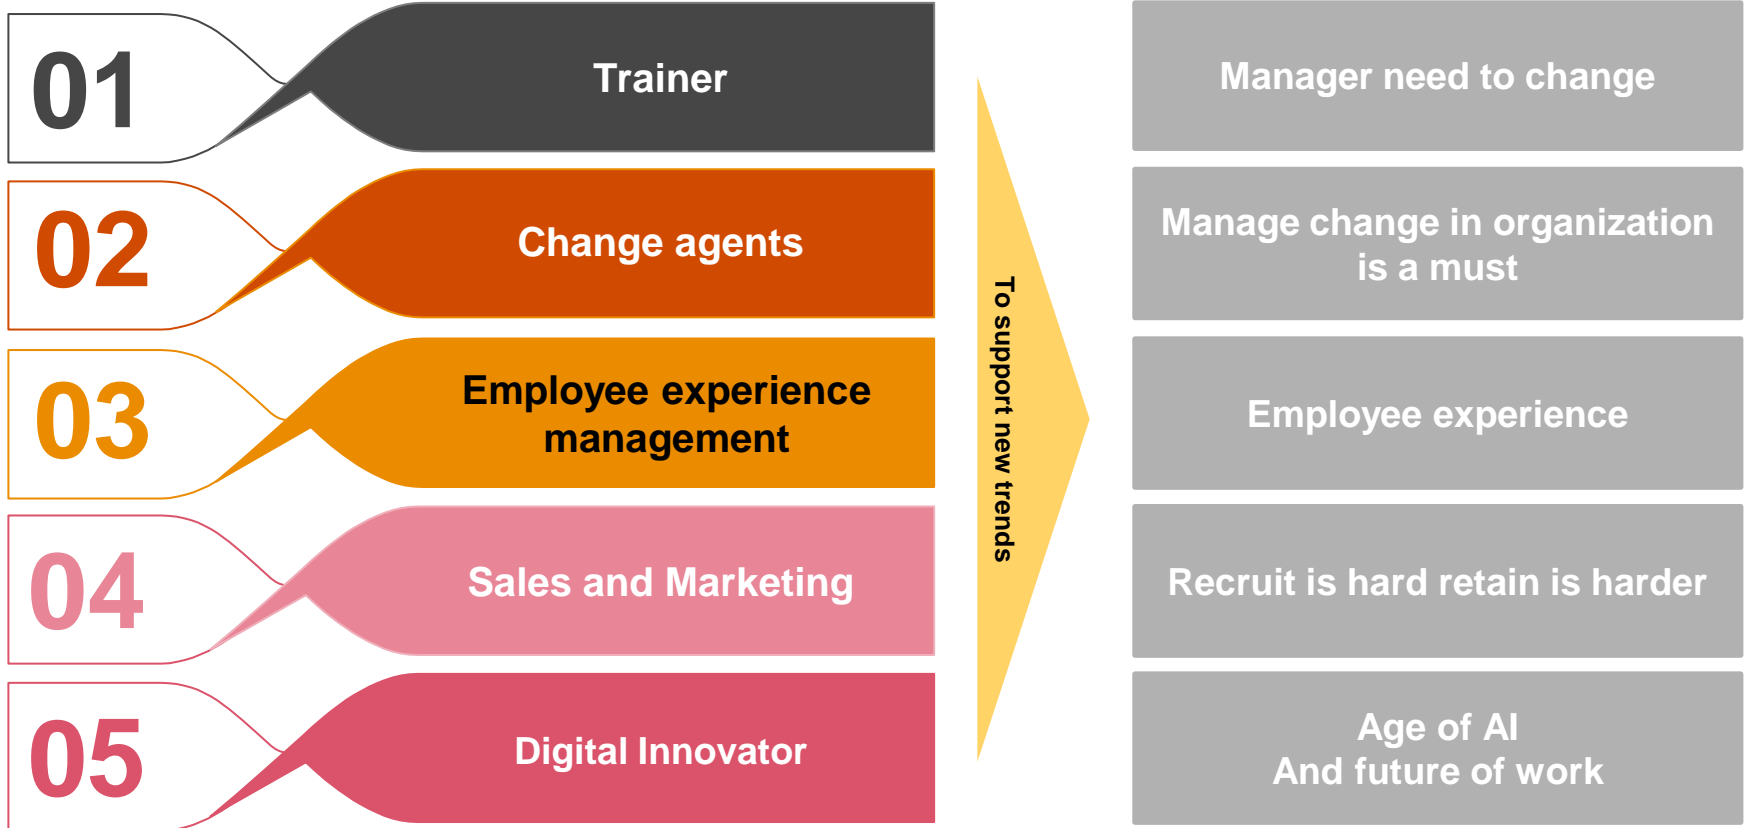 01
Trainer
Manager need to change
02
Change agents
Manage change in organization
is a must
03
Employee experience
management
To support new trends
Employee experience
04
Sales and Marketing
Recruit is hard retain is harder
05
Digital Innovator
Age of AI
And future of work